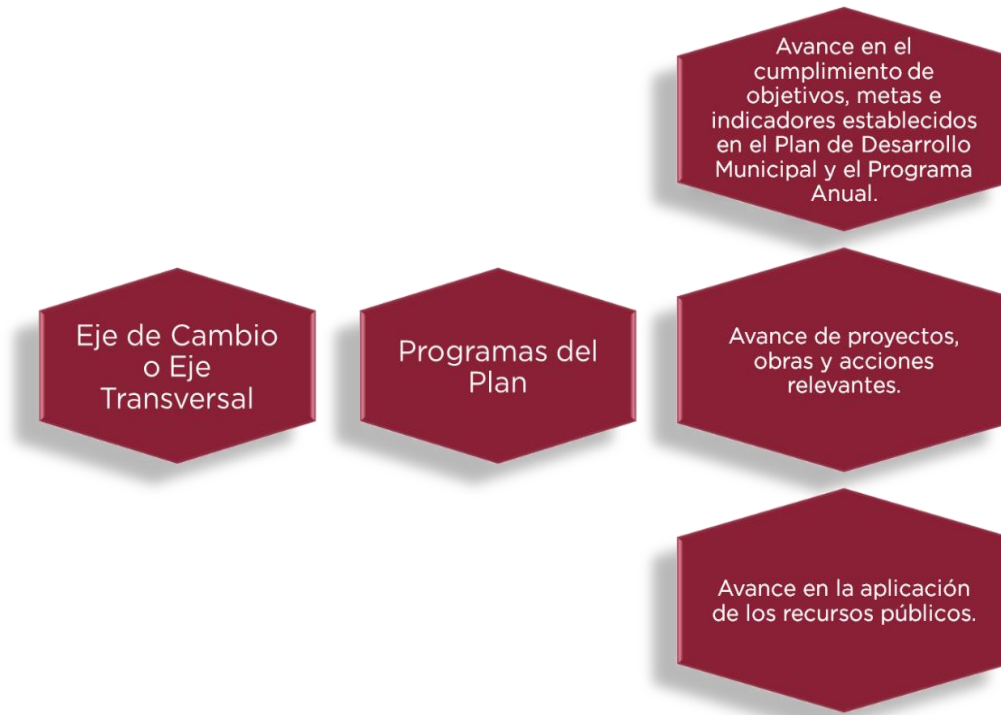 Eje de Cambio
o Eje
Transversal
Programas del
Plan
Avance en el
cumplimiento de
objetivos, metas e
indicadores establecidos
en el Plan de Desarrollo
Municipal y el Programa
Anual.
Avance de proyectos,
obras y acciones
relevantes.
Avance en la aplicación
de los recursos públicos.